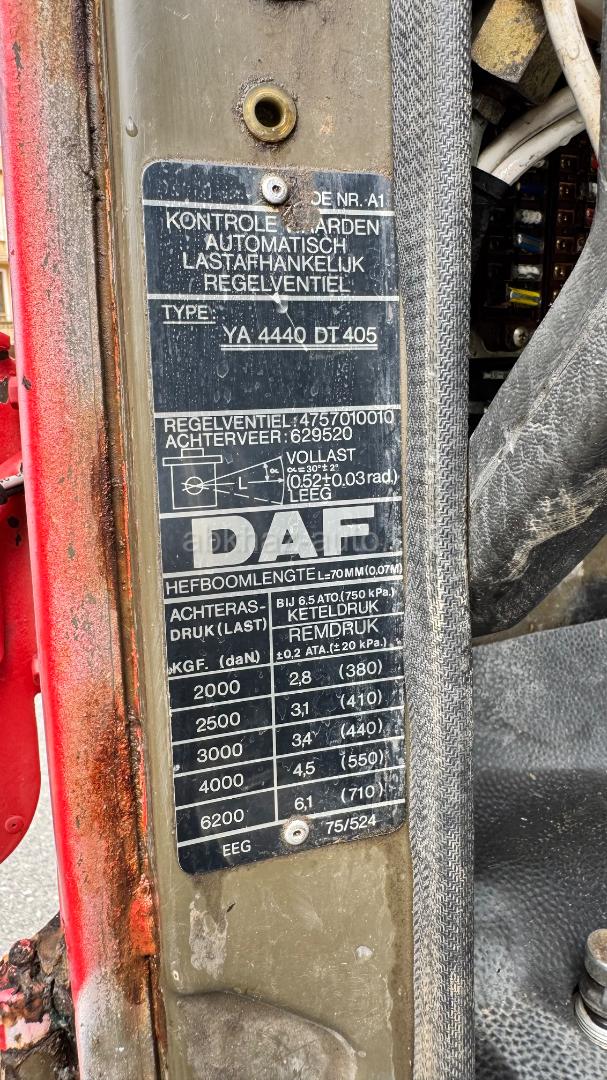 DE NR. A1
KONTROLE WAARDEN
AUTOMATISCH
LASTAFHANKELIJK
REGELVENTIEL
TYPE:
YA 4440 DT 405
REGELVENTIEL: 4757010010
ACHTERVEER: 629520
VOLLAST
α=30°±2°
(0.52±0.03 rad.)
LEEG
α
L
DAF
HEFBOOMLENGTE L=70MM(0.07M)
ACHTERAS-
DRUK (LAST)
KGF. (daN)
BIJ 6.5 ATO.(750 kPa.)
KETELDRUK
REMDRUK
±0.2 ATA.(±20 kPa.)
2000 2,8 (380)
2500 3,1 (410)
3000 3,4 (440)
4000 4,5 (550)
6200 6,1 (710)
EEG 75/524